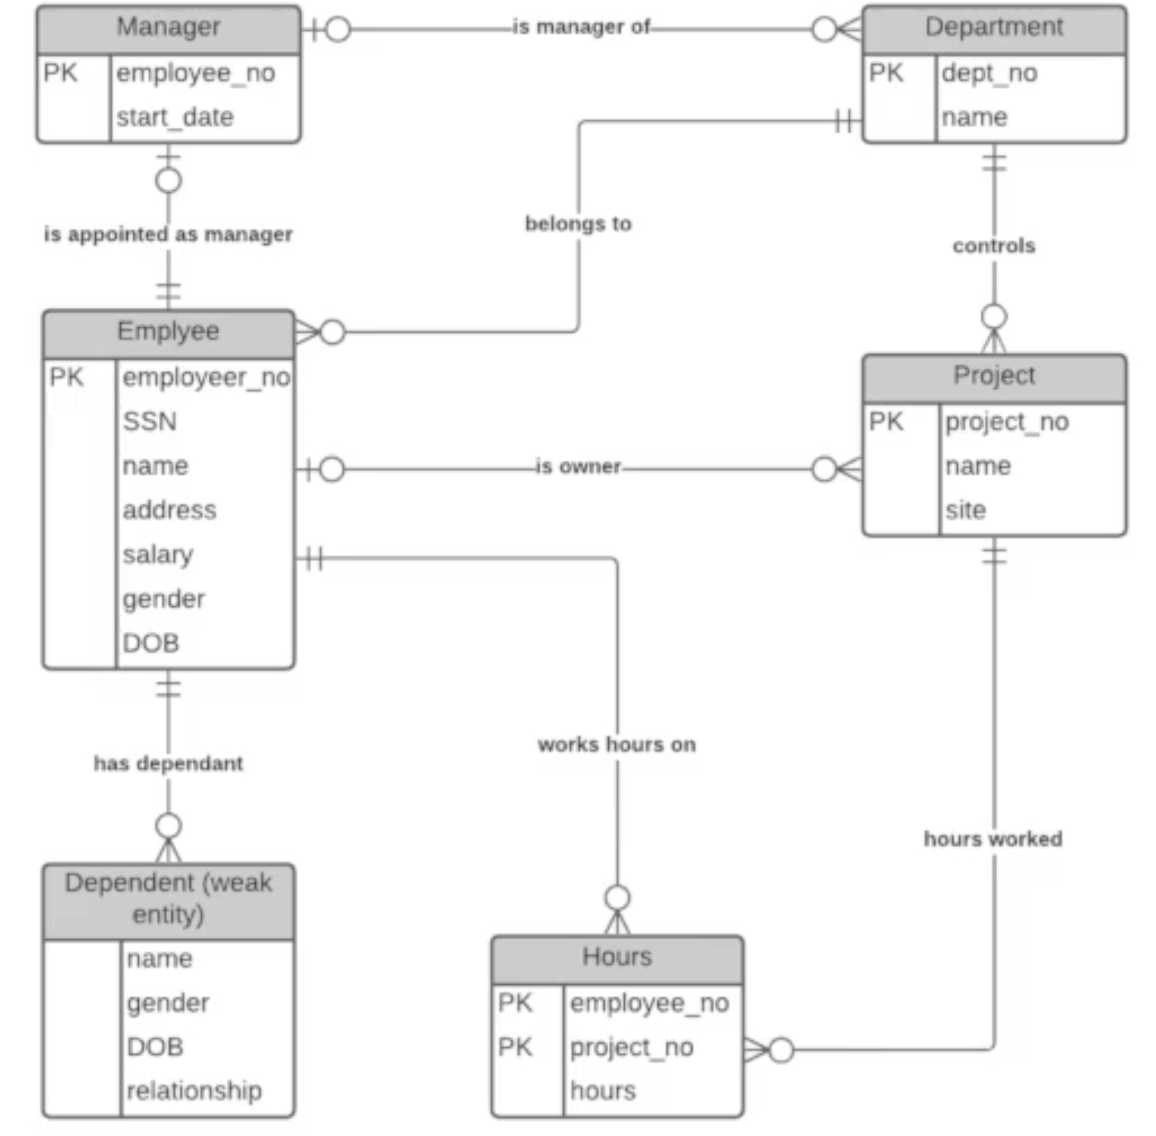 Manager
is manager of
Department
PK employee_no
start_date
PK dept_no
name
is appointed as manager
belongs to
controls
Emplyee
PK employeer_no
SSN
name
address
salary
gender
DOB
is owner
Project
PK project_no
name
site
works hours on
has dependant
hours worked
Dependent (weak
entity)
name
gender
DOB
relationship
Hours
PK employee_no
PK project_no
hours